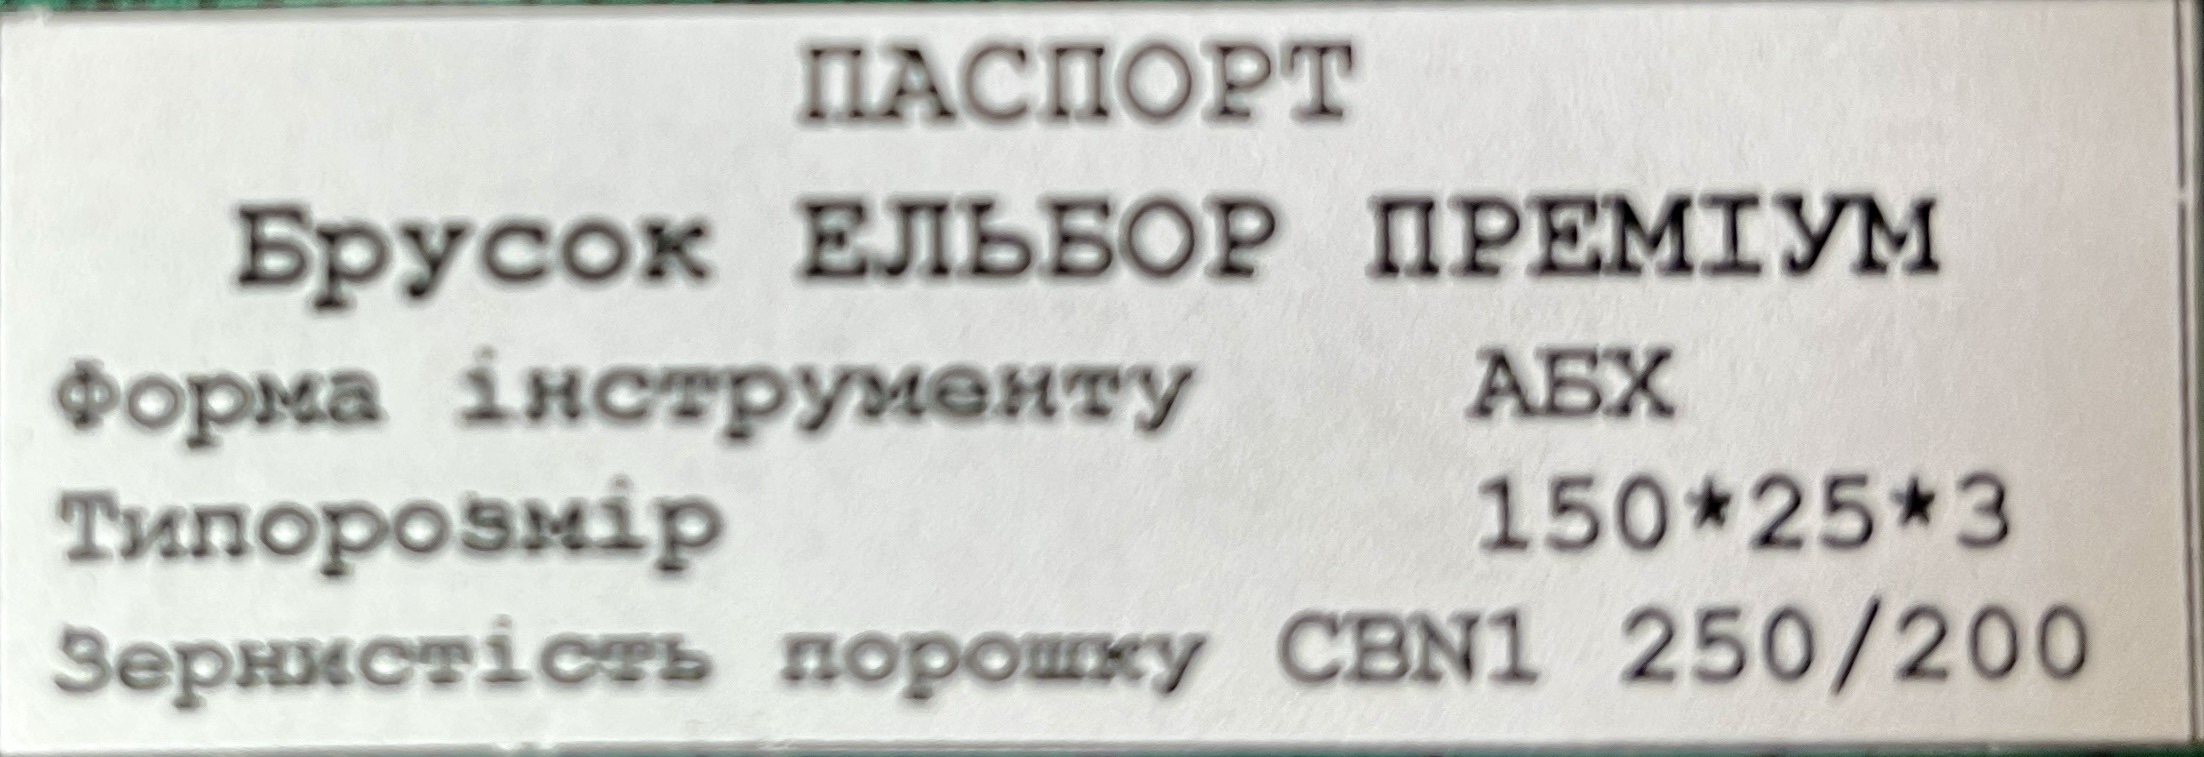 ПАСПОРТ
Брусок ЕЛЬБОР ПРЕМІУМ
Форма інструменту АБХ
Типорозмір 150*25*3
Зернистість порошку CBN1 250/200